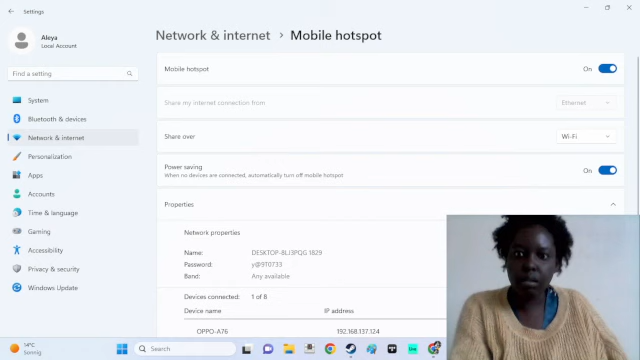 Settings
Aleya
Local Account
Find a setting
System
Bluetooth & devices
Network & internet
Personalization
Apps
Accounts
Time & language
Gaming
Accessibility
Privacy & security
Windows Update
Network & internet > Mobile hotspot
Mobile hotspot On
Share my internet connection from Ethernet
Share over Wi-Fi
Power saving On
When no devices are connected, automatically turn off mobile hotspot
Properties
Network properties
Name: DESKTOP-8LJ3PQG 1829
Password: y@9T0733
Band: Any available
Devices connected: 1 of 8
Device name IP address
OPPO-A76 192.168.137.124
14°C
Search